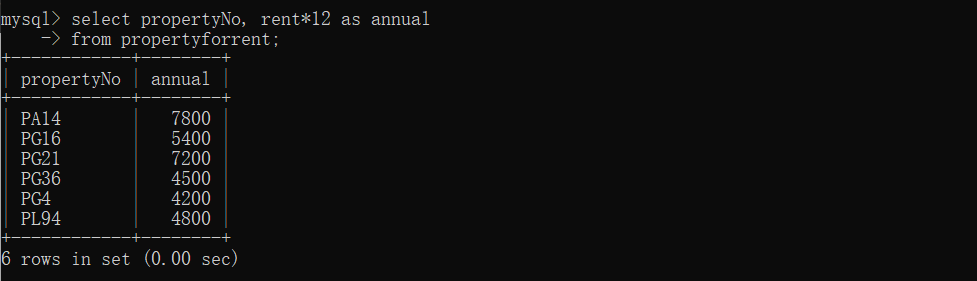 mysql> select propertyNo, rent*12 as annual
    -> from propertyforrent;
+------------+--------+
| propertyNo | annual |
+------------+--------+
| PA14       |   7800 |
| PG16       |   5400 |
| PG21       |   7200 |
| PG36       |   4500 |
| PG4        |   4200 |
| PL94       |   4800 |
+------------+--------+
6 rows in set (0.00 sec)